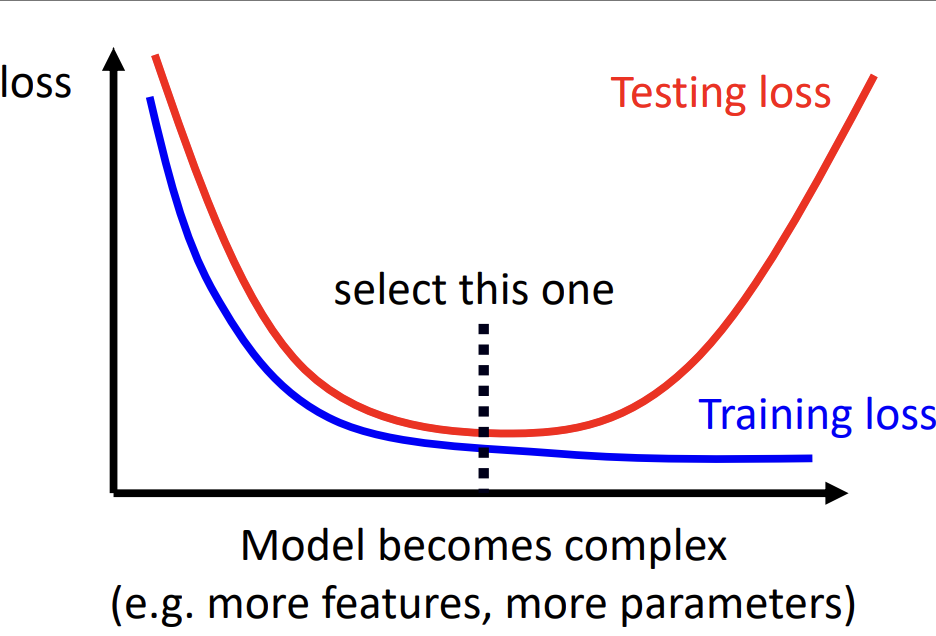 loss
Testing loss
select this one
Training loss
Model becomes complex
(e.g. more features, more parameters)